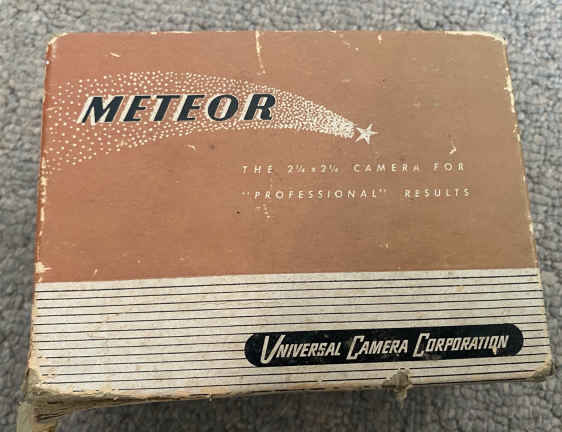 METEOR
THE 2¼ x 2¼ CAMERA FOR
"PROFESSIONAL" RESULTS
UNIVERSAL CAMERA CORPORATION